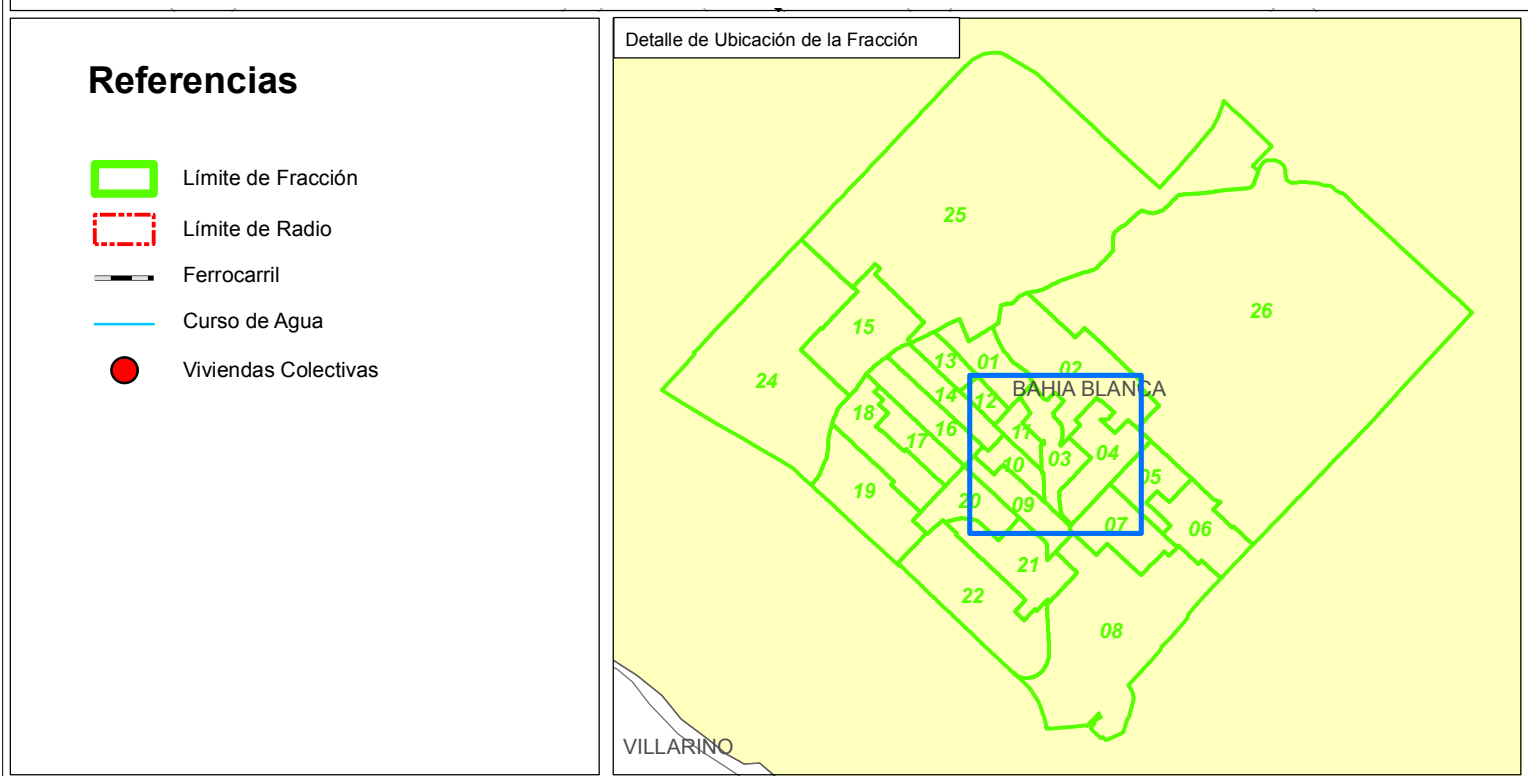 Referencias
Límite de Fracción
Límite de Radio
Ferrocarril
Curso de Agua
Viviendas Colectivas
Detalle de Ubicación de la Fracción
25
26
15
24
13
01
02
BAHIA BLANCA
14
12
18
16
11
17
03
04
10
05
19
20
09
07
06
21
22
08
VILLARINO